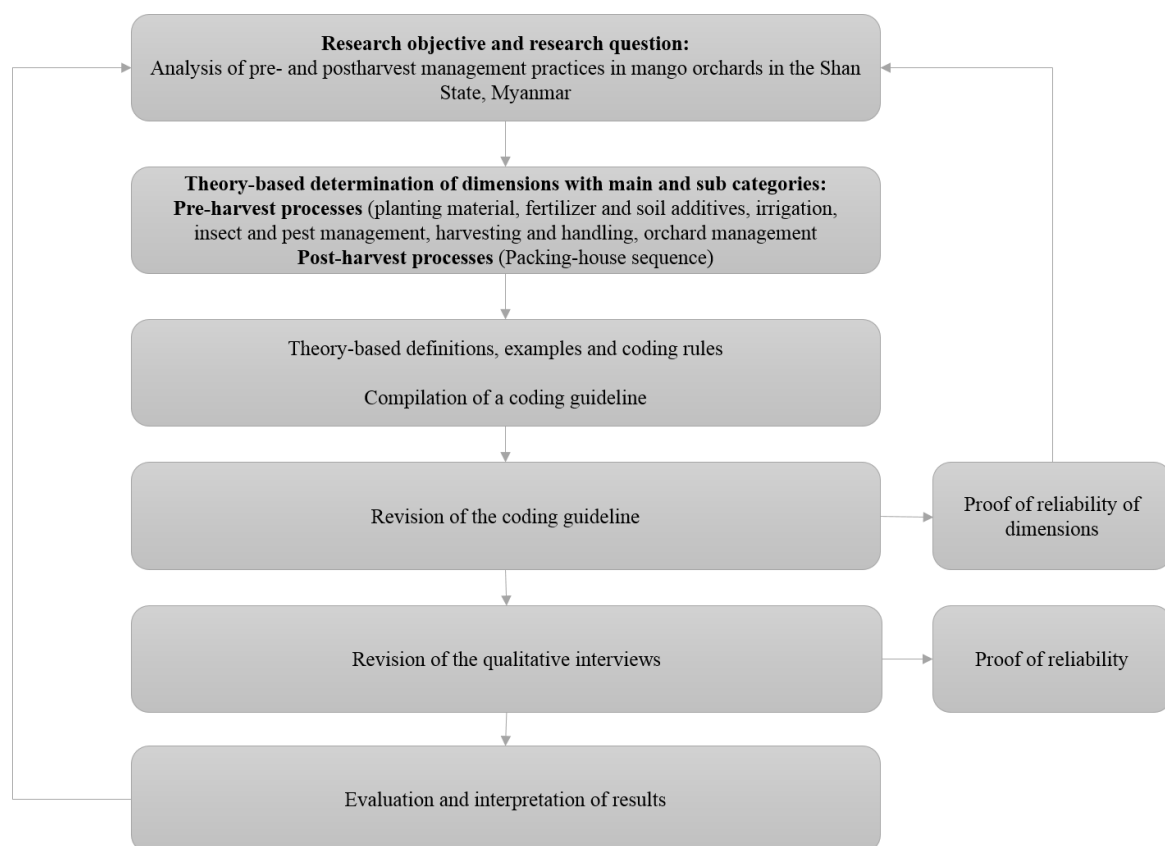 Research objective and research question:
Analysis of pre- and postharvest management practices in mango orchards in the Shan
State, Myanmar
Theory-based determination of dimensions with main and sub categories:
Pre-harvest processes (planting material, fertilizer and soil additives, irrigation,
insect and pest management, harvesting and handling, orchard management
Post-harvest processes (Packing-house sequence)
Theory-based definitions, examples and coding rules
Compilation of a coding guideline
Revision of the coding guideline
Proof of reliability of
dimensions
Revision of the qualitative interviews
Proof of reliability
Evaluation and interpretation of results